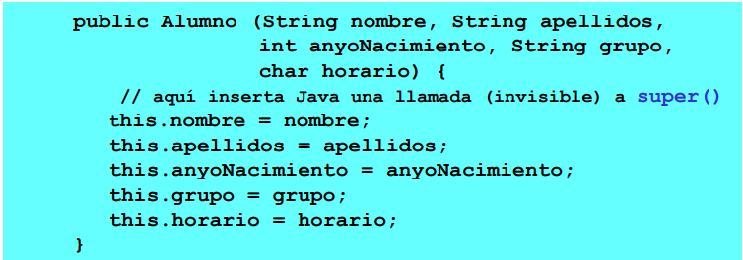 public Alumno (String nombre, String apellidos,
int anyoNacimiento, String grupo,
char horario) {
// aquí inserta Java una llamada (invisible) a super()
this.nombre = nombre;
this.apellidos = apellidos;
this.anyoNacimiento = anyoNacimiento;
this.grupo = grupo;
this.horario = horario;
}